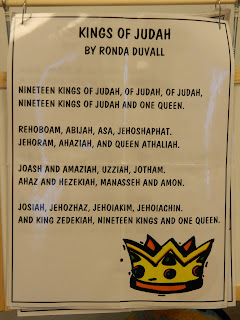 KINGS OF JUDAH
BY RONDA DUVALL
NINETEEN KINGS OF JUDAH, OF JUDAH, OF JUDAH,
NINETEEN KINGS OF JUDAH AND ONE QUEEN.
REHOBOAM, ABIJAH, ASA, JEHOSHAPHAT.
JEHORAM, AHAZIAH, AND QUEEN ATHALIAH.
JOASH AND AMAZIAH, UZZIAH, JOTHAM.
AHAZ AND HEZEKIAH, MANASSEH AND AMON.
JOSIAH, JEHOZHAZ, JEHOIAKIM, JEHOIACHIN.
AND KING ZEDEKIAH, NINETEEN KINGS AND ONE QUEEN.